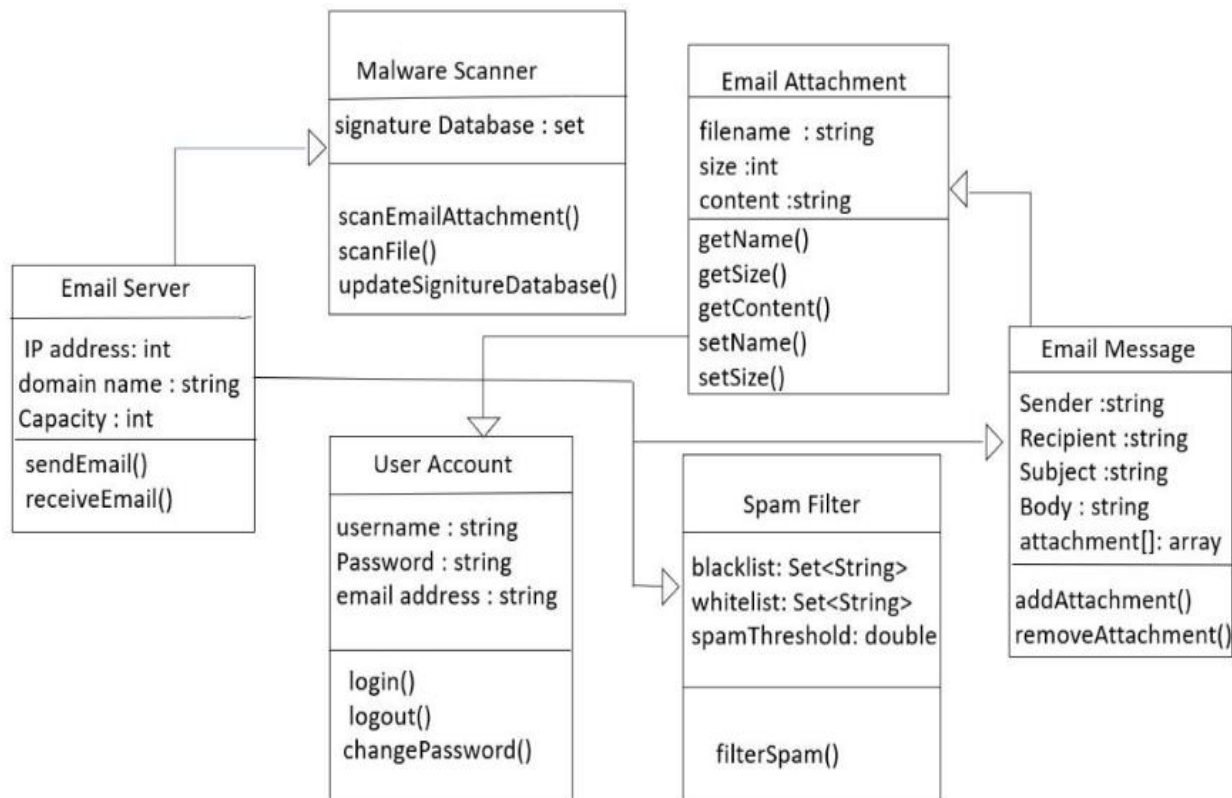 Malware Scanner
signature Database : set
scanEmailAttachment()
scanFile()
updateSignitureDatabase()
Email Attachment
filename : string
size :int
content :string
getName()
getSize()
getContent()
setName()
setSize()
Email Server
IP address: int
domain name : string
Capacity : int
sendEmail()
receiveEmail()
User Account
username : string
Password : string
email address : string
login()
logout()
changePassword()
Spam Filter
blacklist: Set<String>
whitelist: Set<String>
spamThreshold: double
filterSpam()
Email Message
Sender :string
Recipient :string
Subject :string
Body : string
attachment[]: array
addAttachment()
removeAttachment()